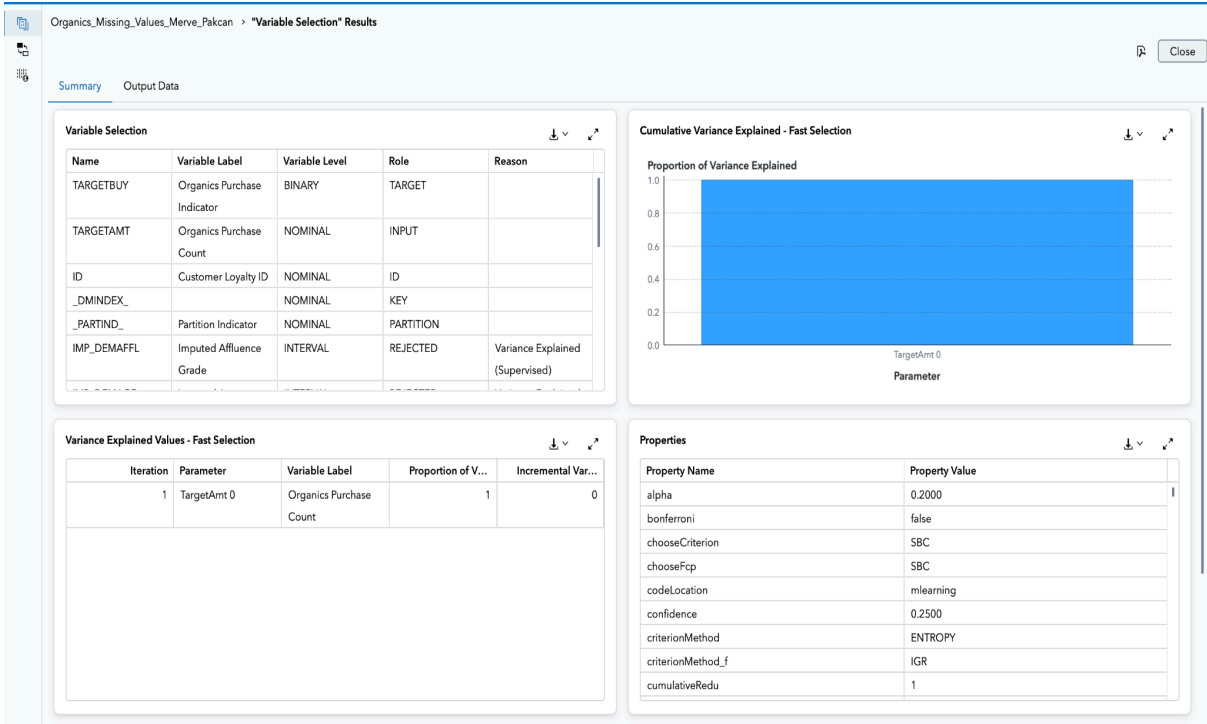 Organics_Missing_Values_Merve_Pakcan > "Variable Selection" Results
Close
Summary Output Data
Variable Selection
Name Variable Label Variable Level Role Reason
TARGETBUY Organics Purchase BINARY TARGET
Indicator
TARGETAMT Organics Purchase NOMINAL INPUT
Count
ID Customer Loyalty ID NOMINAL ID
_DMINDEX_ NOMINAL KEY
_PARTIND_ Partition Indicator NOMINAL PARTITION
IMP_DEMAFFL Imputed Affluence INTERVAL REJECTED Variance Explained
Grade (Supervised)
Cumulative Variance Explained - Fast Selection
Proportion of Variance Explained
1.0
0.8
0.6
0.4
0.2
0.0
TargetAmt 0
Parameter
Variance Explained Values - Fast Selection
Iteration Parameter Variable Label Proportion of V... Incremental Var...
1 TargetAmt 0 Organics Purchase 1 0
Count
Properties
Property Name Property Value
alpha 0.2000
bonferroni false
chooseCriterion SBC
chooseFcp SBC
codeLocation mlearning
confidence 0.2500
criterionMethod ENTROPY
criterionMethod_f IGR
cumulativeRedu 1